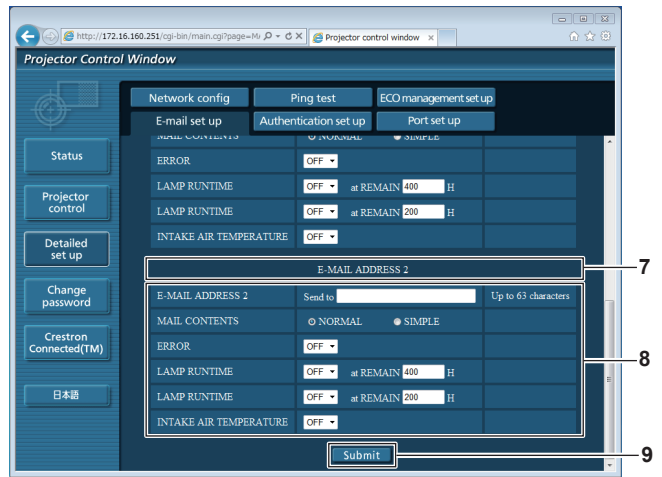 http://172.16.160.251/cgi-bin/main.cgi?page=Ma
Projector control window
Projector Control Window
Network config Ping test ECO management set up
E-mail set up Authentication set up Port set up
Status
Projector control
Detailed set up
Change password
Crestron Connected(TM)
日本語
MAIL CONTENTS NORMAL SIMPLE
ERROR OFF
LAMP RUNTIME OFF at REMAIN 400 H
LAMP RUNTIME OFF at REMAIN 200 H
INTAKE AIR TEMPERATURE OFF
E-MAIL ADDRESS 2 7
E-MAIL ADDRESS 2 Send to Up to 63 characters
MAIL CONTENTS NORMAL SIMPLE
ERROR OFF
LAMP RUNTIME OFF at REMAIN 400 H 8
LAMP RUNTIME OFF at REMAIN 200 H
INTAKE AIR TEMPERATURE OFF
Submit 9